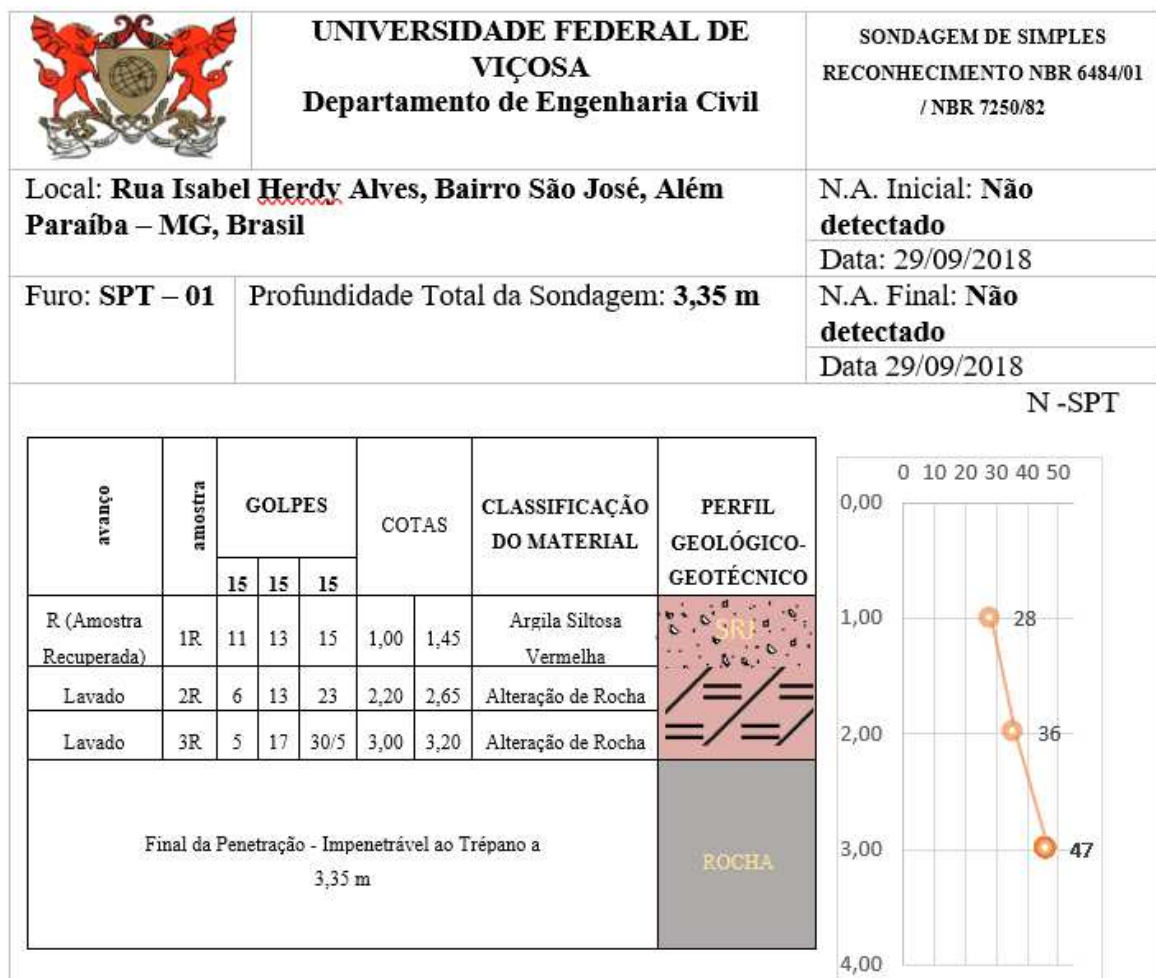 UNIVERSIDADE FEDERAL DE
VIÇOSA
Departamento de Engenharia Civil
SONDAGEM DE SIMPLES
RECONHECIMENTO NBR 6484/01
/ NBR 7250/82
Local: Rua Isabel Herdy Alves, Bairro São José, Além
Paraíba – MG, Brasil
N.A. Inicial: Não
detectado
Data: 29/09/2018
Furo: SPT – 01
Profundidade Total da Sondagem: 3,35 m
N.A. Final: Não
detectado
Data 29/09/2018
N -SPT
avanço
amostra
GOLPES
COTAS
CLASSIFICAÇÃO
DO MATERIAL
PERFIL
GEOLÓGICO-
GEOTÉCNICO
15 15 15
R (Amostra
Recuperada)
1R 11 13 15 1,00 1,45
Argila Siltosa
Vermelha
Lavado 2R 6 13 23 2,20 2,65 Alteração de Rocha
Lavado 3R 5 17 30/5 3,00 3,20 Alteração de Rocha
Final da Penetração - Impenetrável ao Trépano a
3,35 m
ROCHA
0 10 20 30 40 50
0,00
1,00
28
2,00
36
3,00
47
4,00